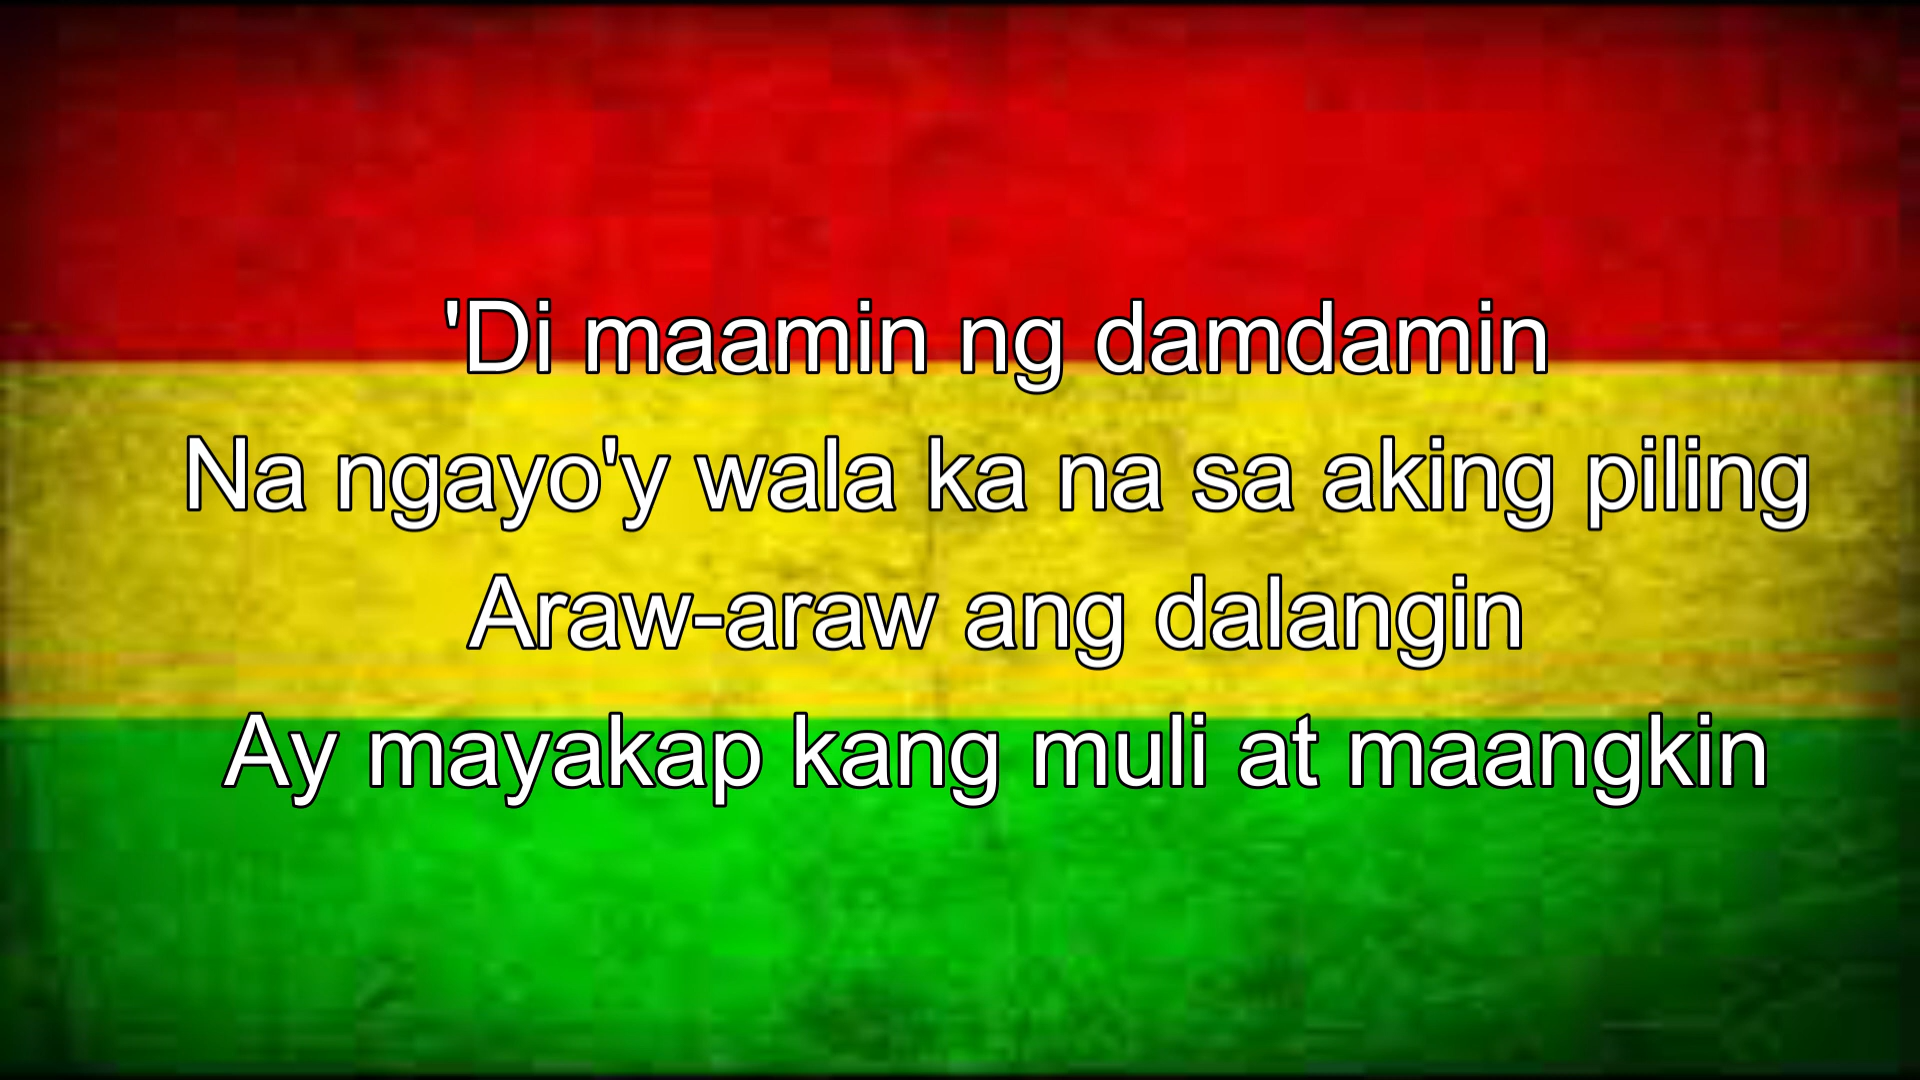 'Di maamin ng damdamin
Na ngayo'y wala ka na sa aking piling
Araw-araw ang dalangin
Ay mayakap kang muli at maangkin